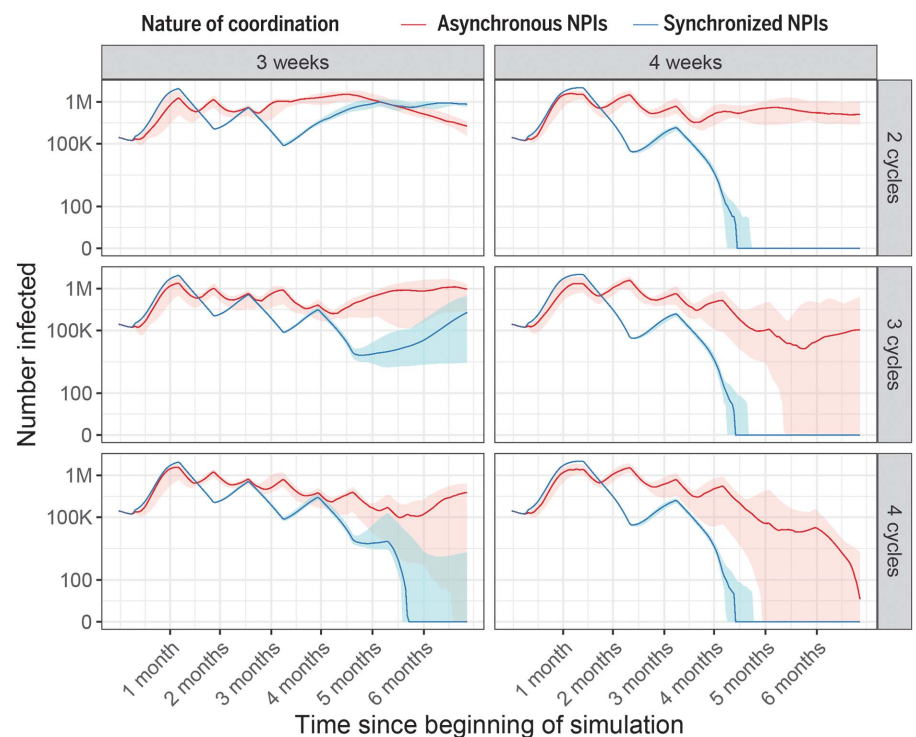 Nature of coordination Asynchronous NPIs Synchronized NPIs
3 weeks 4 weeks
Number infected
1M
100K
100
0
2 cycles
1M
100K
100
0
3 cycles
1M
100K
100
0
4 cycles
1 month 2 months 3 months 4 months 5 months 6 months 1 month 2 months 3 months 4 months 5 months 6 months
Time since beginning of simulation